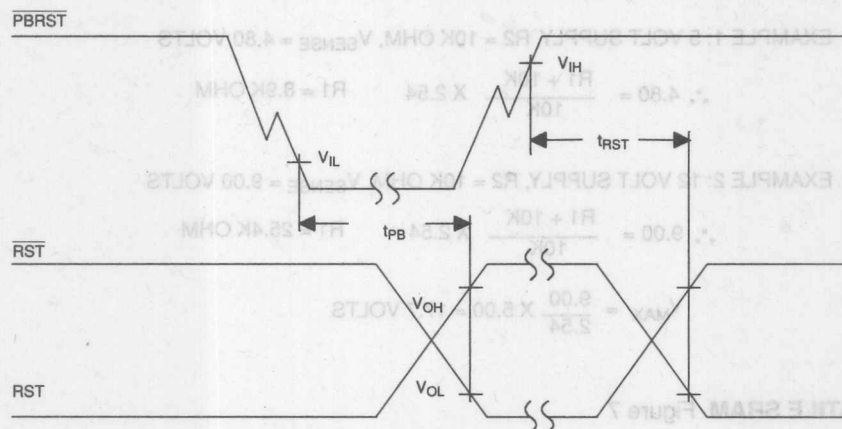 PBRST
EXAMPLE 1: 5 VOLT SUPPLY, R2 = 10K OHM, VSENSE = 4.80 VOLTS
VIH
∴ 4.80 = R1 + 10K / 10K X 2.54 R1 = 8.9K OHM
tRST
VIL
EXAMPLE 2: 12 VOLT SUPPLY, R2 = 10K OHM, VSENSE = 9.00 VOLTS
tPB
∴ 9.00 = R1 + 10K / 10K X 2.54 R1 = 25.4K OHM
RST
VOH
VMAX = 9.00 / 2.54 X 5.00 = VOLTS
RST
VOL
SRAM Figure 7